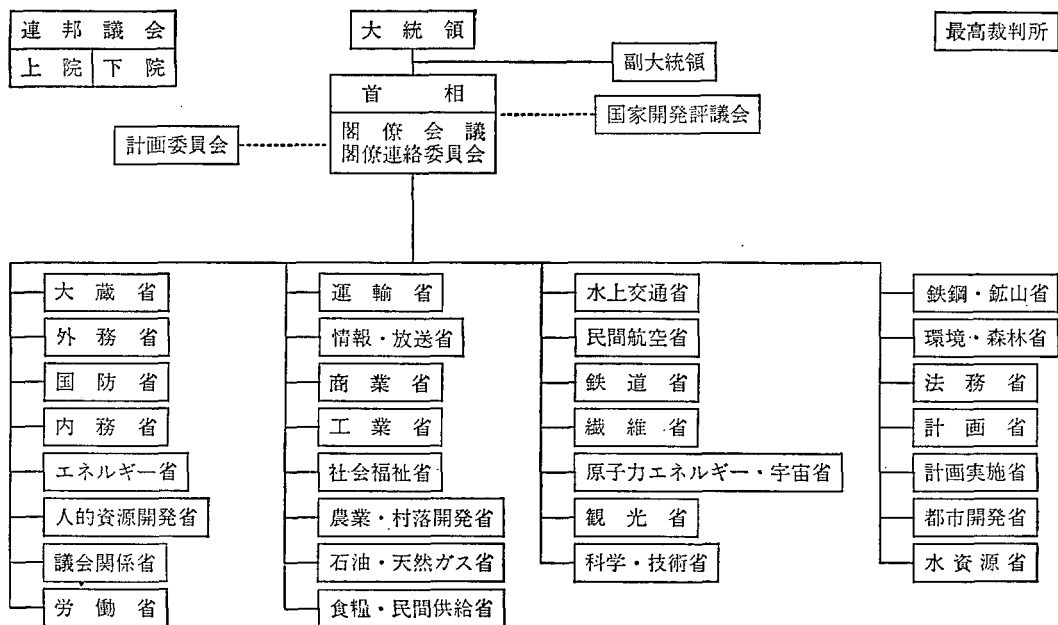 連邦議会
上院 下院
大統領
副大統領
最高裁判所
首相
閣僚会議
閣僚連絡委員会
国家開発評議会
計画委員会
大蔵省
外務省
国防省
内務省
エネルギー省
人的資源開発省
議会関係省
労働省
運輸省
情報・放送省
商業省
工業省
社会福祉省
農業・村落開発省
石油・天然ガス省
食糧・民間供給省
水上交通省
民間航空省
鉄道省
繊維省
原子力エネルギー・宇宙省
観光省
科学・技術省
鉄鋼・鉱山省
環境・森林省
法務省
計画省
計画実施省
都市開発省
水資源省